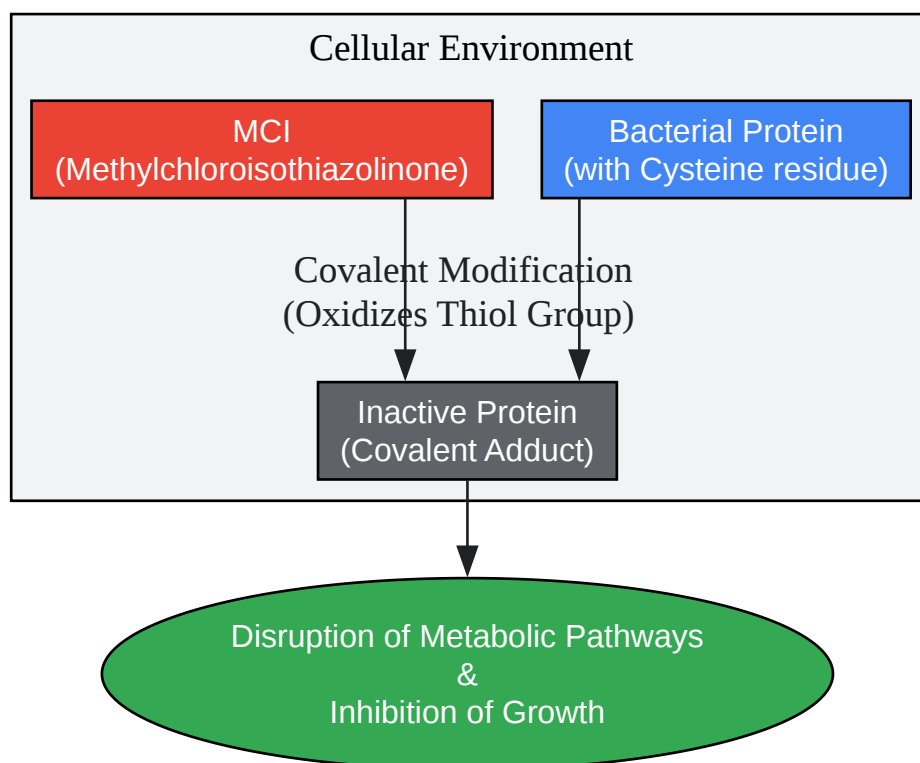 Cellular Environment
MCI
(Methylchloroisothiazolinone)
Bacterial Protein
(with Cysteine residue)
Covalent Modification
(Oxidizes Thiol Group)
Inactive Protein
(Covalent Adduct)
Disruption of Metabolic Pathways
&
Inhibition of Growth